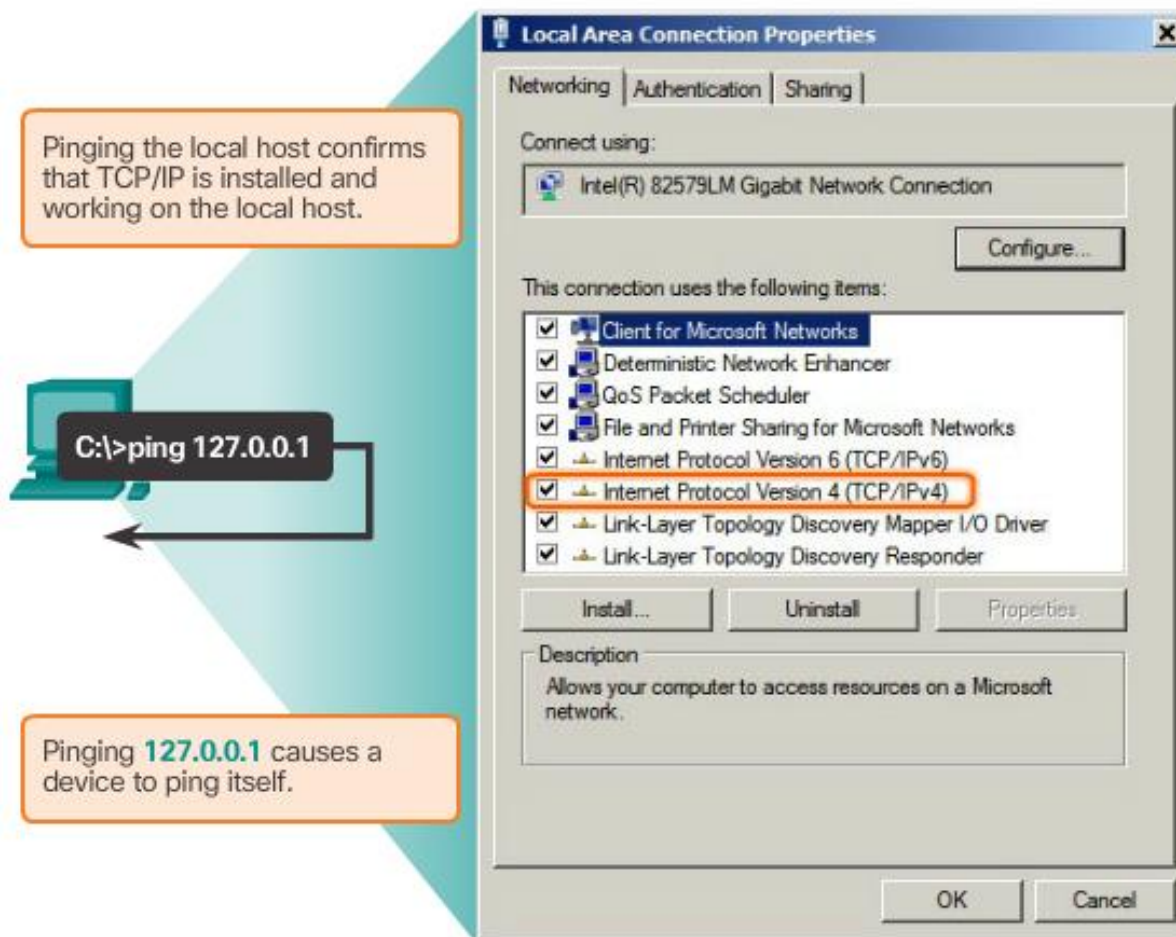 Pinging the local host confirms
that TCP/IP is installed and
working on the local host.
C:\>ping 127.0.0.1
Pinging 127.0.0.1 causes a
device to ping itself.
Local Area Connection Properties
Networking
Authentication
Sharing
Connect using:
Intel(R) 82579LM Gigabit Network Connection
Configure...
This connection uses the following items:
Client for Microsoft Networks
Deterministic Network Enhancer
QoS Packet Scheduler
File and Printer Sharing for Microsoft Networks
Internet Protocol Version 6 (TCP/IPv6)
Internet Protocol Version 4 (TCP/IPv4)
Link-Layer Topology Discovery Mapper I/O Driver
Link-Layer Topology Discovery Responder
Install...
Uninstall
Properties
Description
Allows your computer to access resources on a Microsoft
network.
OK
Cancel